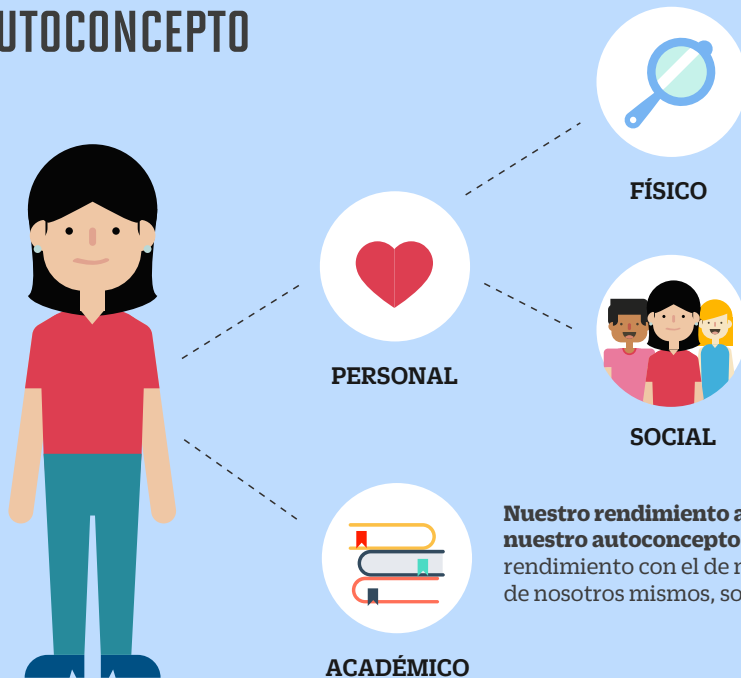 UTOCONCEPTO
FÍSICO
PERSONAL
SOCIAL
Nuestro rendimiento a
nuestro autoconcepto
rendimiento con el de
de nosotros mismos, so
ACADÉMICO